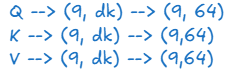 Q --> (9, dk) --> (9, 64)
K --> (9, dk) --> (9,64)
V --> (9, dk) --> (9,64)